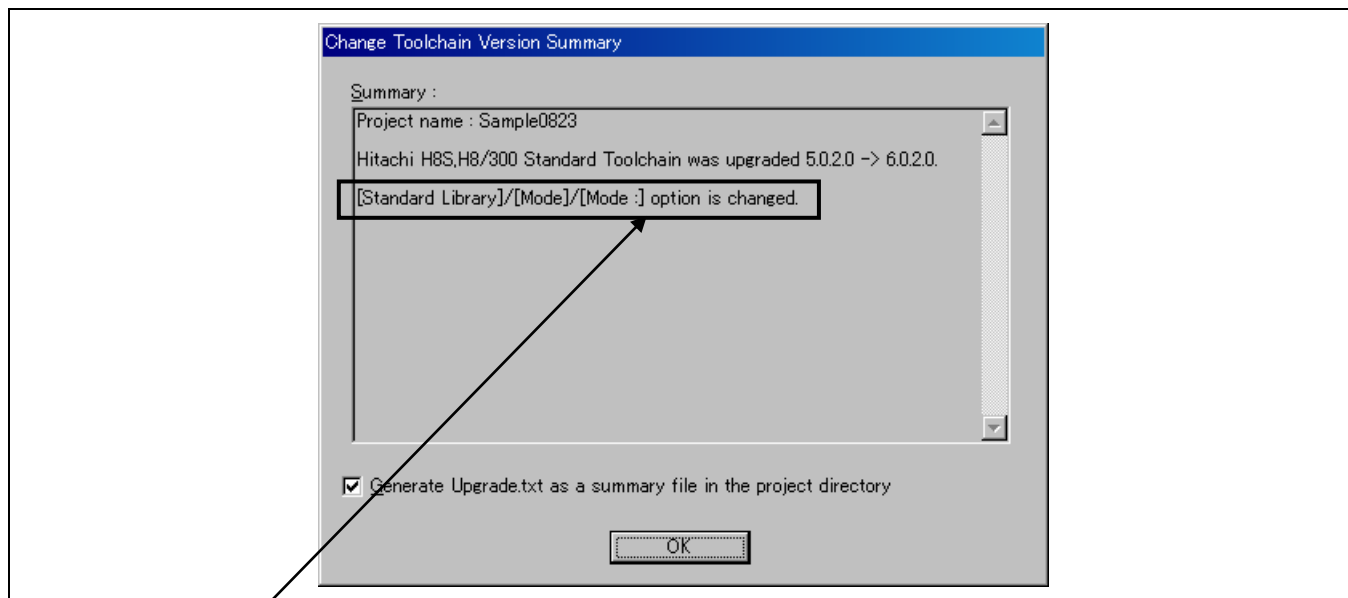 Change Toolchain Version Summary
Summary :
Project name : Sample0823
Hitachi H8S,H8/300 Standard Toolchain was upgraded 5.0.2.0 -> 6.0.2.0.
[Standard Library]/[Mode]/[Mode :] option is changed.
Generate Upgrade.txt as a summary file in the project directory
OK